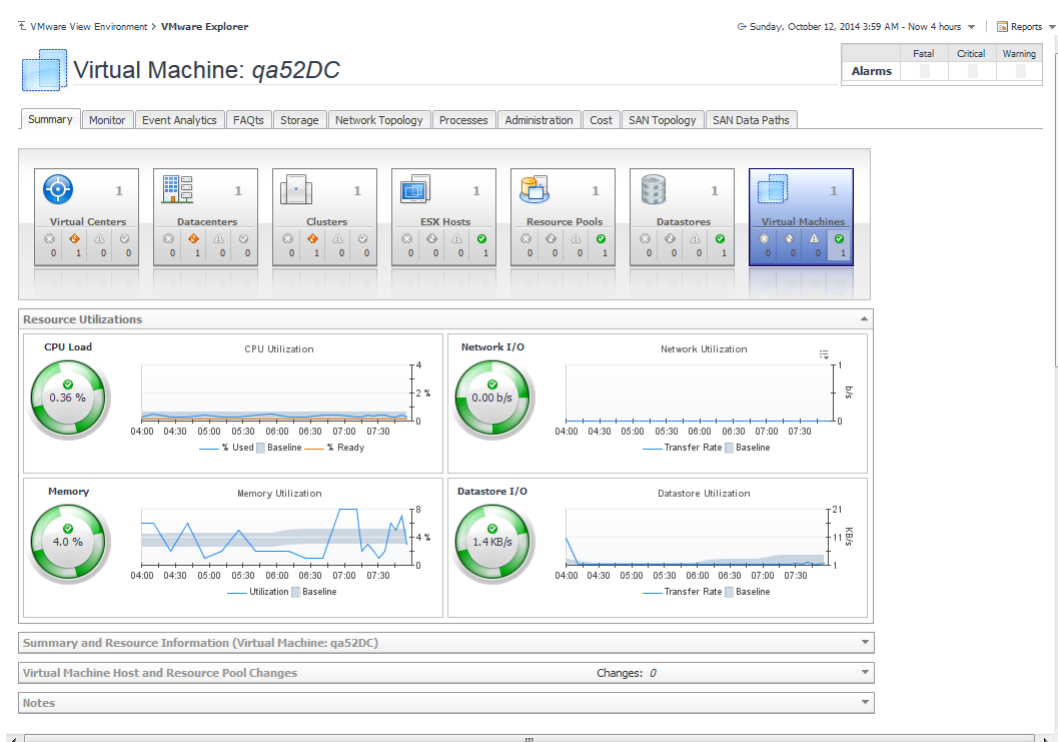 VMware View Environment > VMware Explorer
Sunday, October 12, 2014 3:59 AM - Now 4 hours
Reports
Virtual Machine: qa52DC
Fatal Critical Warning
Alarms
Summary Monitor Event Analytics FAQts Storage Network Topology Processes Administration Cost SAN Topology SAN Data Paths
1 1 1 1 1 1 1
Virtual Centers Datacenters Clusters ESX Hosts Resource Pools Datastores Virtual Machines
0 1 0 0 0 1 0 0 0 1 0 0 0 0 0 1 0 0 0 1 0 0 0 1 0 0 0 1
Resource Utilizations
CPU Load
CPU Utilization
0.36 %
4
2 %
0
04:00 04:30 05:00 05:30 06:00 06:30 07:00 07:30
% Used Baseline % Ready
Network I/O
Network Utilization
0.00 b/s
1
b/s
0
04:00 04:30 05:00 05:30 06:00 06:30 07:00 07:30
Transfer Rate Baseline
Memory
Memory Utilization
4.0 %
8
4 %
0
04:00 04:30 05:00 05:30 06:00 06:30 07:00 07:30
Utilization Baseline
Datastore I/O
Datastore Utilization
1.4 KB/s
21
11
KB/s
1
04:00 04:30 05:00 05:30 06:00 06:30 07:00 07:30
Transfer Rate Baseline
Summary and Resource Information (Virtual Machine: qa52DC)
Virtual Machine Host and Resource Pool Changes
Changes: 0
Notes